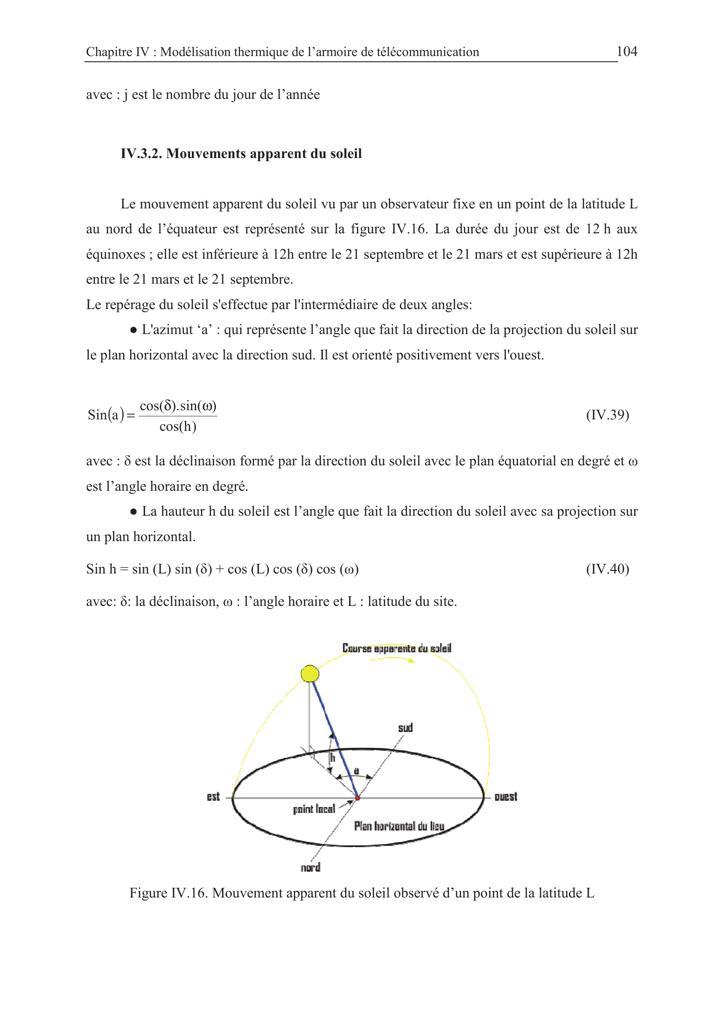 Chapitre IV : Modélisation thermique de l’armoire de télécommunication 104
avec : j est le nombre du jour de l’année
IV.3.2. Mouvements apparent du soleil
Le mouvement apparent du soleil vu par un observateur fixe en un point de la latitude L
au nord de l’équateur est représenté sur la figure IV.16. La durée du jour est de 12 h aux
équinoxes ; elle est inférieure à 12h entre le 21 septembre et le 21 mars et est supérieure à 12h
entre le 21 mars et le 21 septembre.
Le repérage du soleil s'effectue par l'intermédiaire de deux angles:
● L'azimut ‘a’ : qui représente l’angle que fait la direction de la projection du soleil sur
le plan horizontal avec la direction sud. Il est orienté positivement vers l'ouest.
Sin(a) = cos(δ).sin(ω) / cos(h) (IV.39)
avec : δ est la déclinaison formé par la direction du soleil avec le plan équatorial en degré et ω
est l’angle horaire en degré.
● La hauteur h du soleil est l’angle que fait la direction du soleil avec sa projection sur
un plan horizontal.
Sin h = sin (L) sin (δ) + cos (L) cos (δ) cos (ω) (IV.40)
avec: δ: la déclinaison, ω : l’angle horaire et L : latitude du site.
Course apparente du soleil
sud
h
a
est
ouest
point local
Plan horizontal du lieu
nord
Figure IV.16. Mouvement apparent du soleil observé d’un point de la latitude L